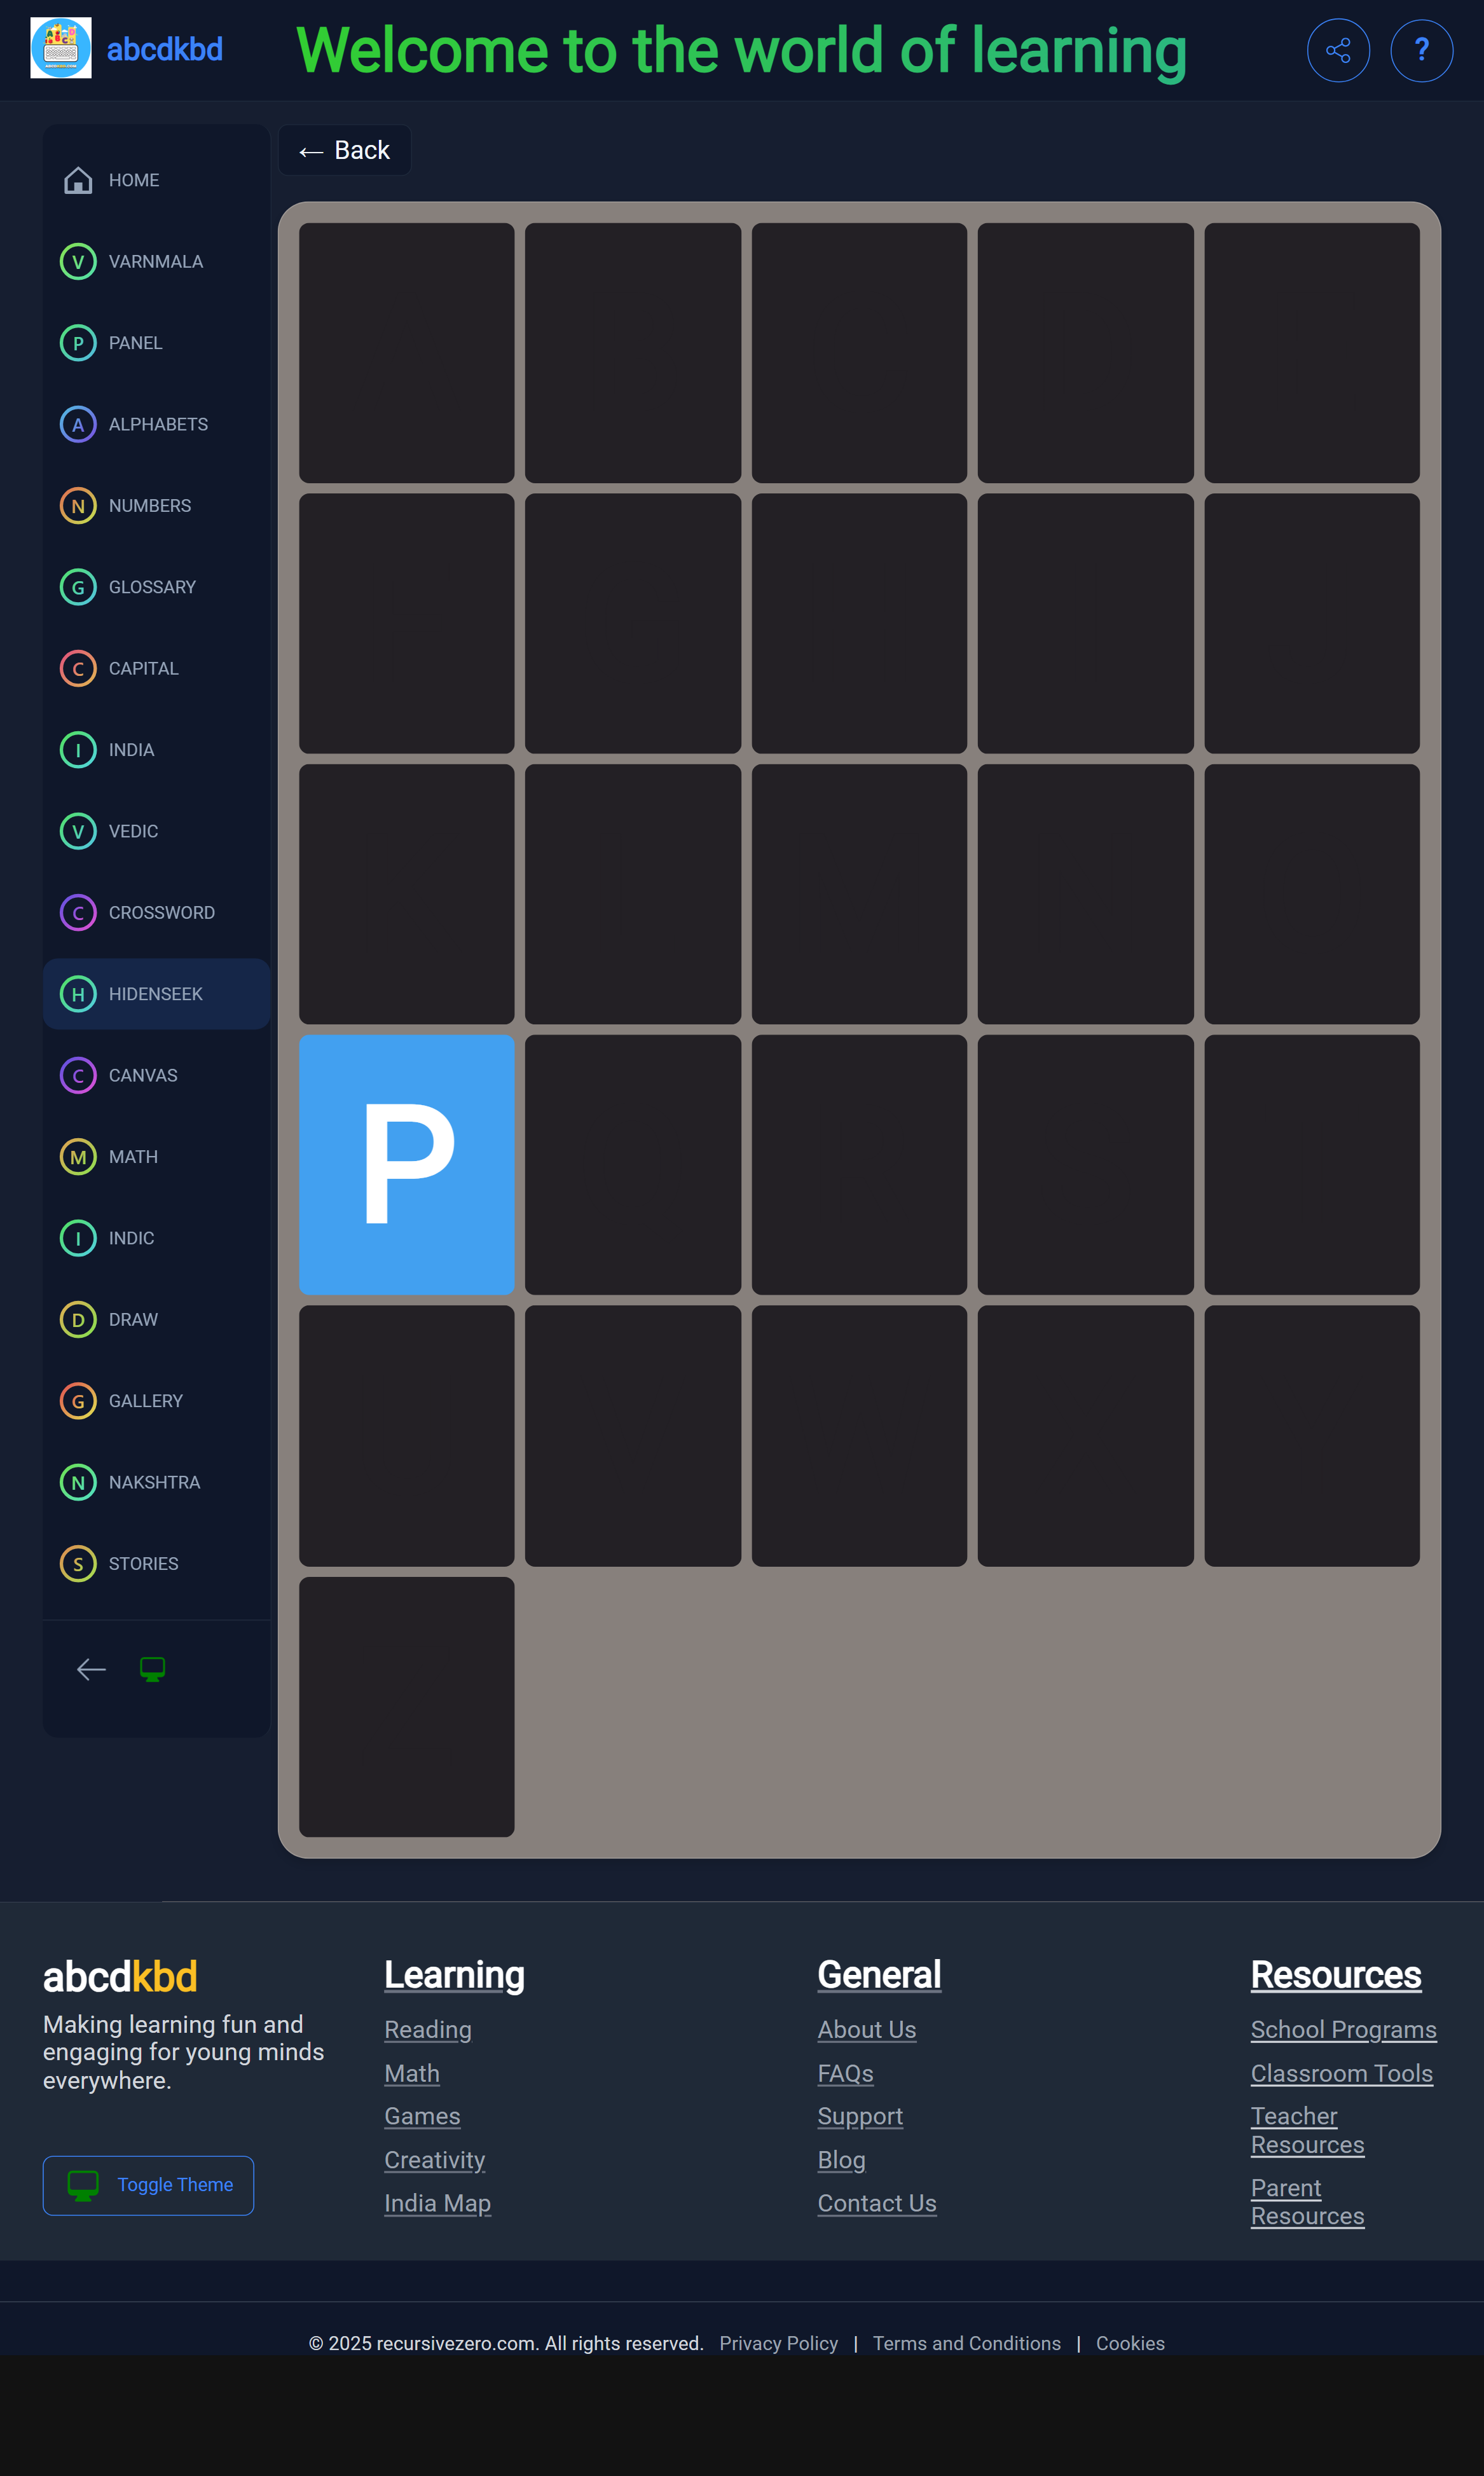 abcdkbd
Welcome to the world of learning
?
← Back
HOME
V VARNMALA
P PANEL
A ALPHABETS
N NUMBERS
G GLOSSARY
C CAPITAL
I INDIA
V VEDIC
C CROSSWORD
H HIDENSEEK
C CANVAS
M MATH
I INDIC
D DRAW
G GALLERY
N NAKSHTRA
S STORIES
P
abcdkbd
Making learning fun and
engaging for young minds
everywhere.
Toggle Theme
Learning
Reading
Math
Games
Creativity
India Map
General
About Us
FAQs
Support
Blog
Contact Us
Resources
School Programs
Classroom Tools
Teacher
Resources
Parent
Resources
© 2025 recursivezero.com. All rights reserved. Privacy Policy | Terms and Conditions | Cookies